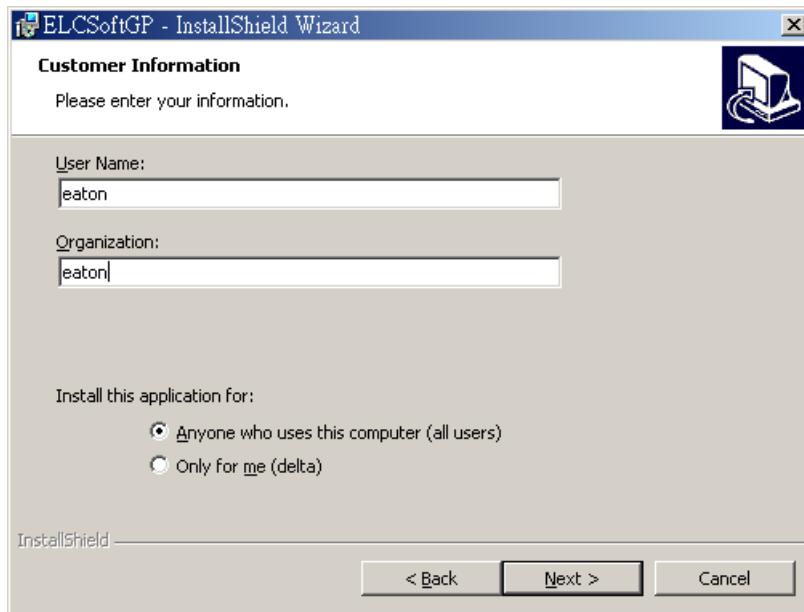 ELCSoftGP - InstallShield Wizard
Customer Information
Please enter your information.
User Name:
eaton
Organization:
eaton
Install this application for:
Anyone who uses this computer (all users)
Only for me (delta)
InstallShield
< Back Next > Cancel